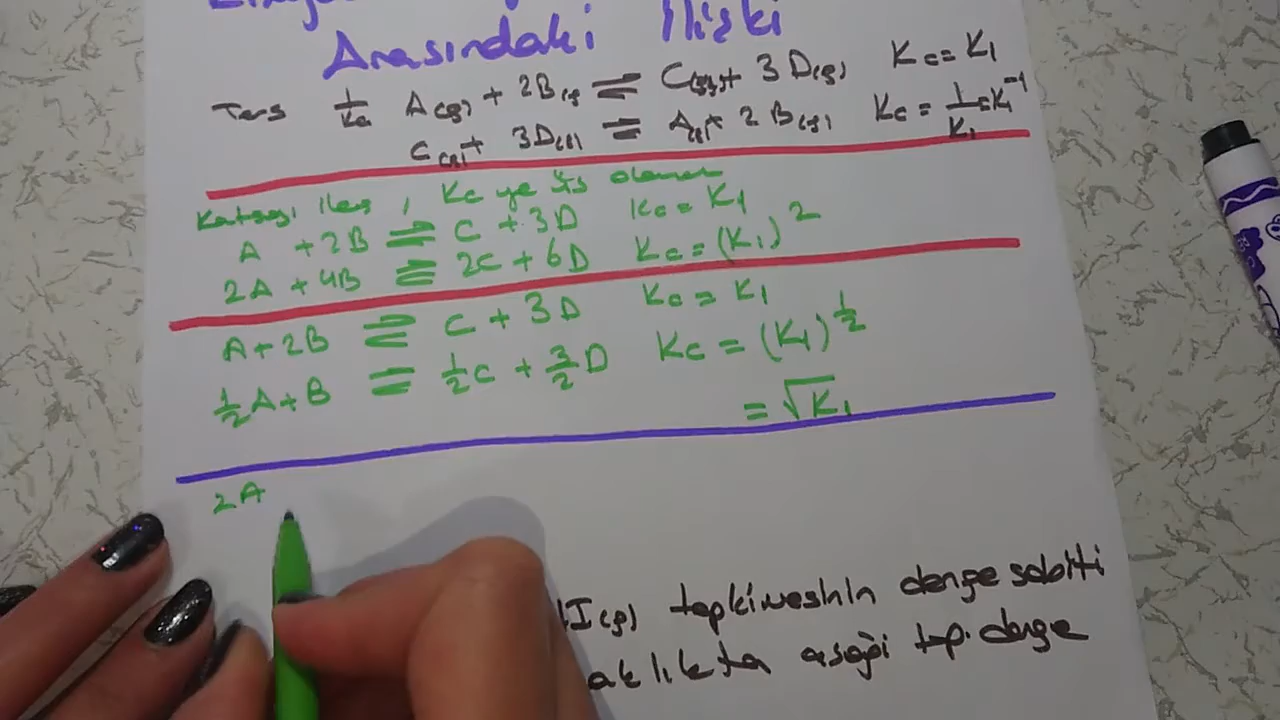 Arasındaki İlişki
Ters 1/Kc A(g) + 2B(g ⇌ C(g)+ 3D(g) Kc = K1
C(g)+ 3D(g) ⇌ A(g)+ 2B(g) Kc = 1/K1 = K1⁻¹
Katsayı ile, Kc ye üs olarak
A + 2B ⇌ C + 3D Kc = K1
2A + 4B ⇌ 2C + 6D Kc = (K1)²
A + 2B ⇌ C + 3D Kc = K1
1/2A + B ⇌ 1/2C + 3/2D Kc = (K1)^1/2
= √K1
2A
I(g) tepkimesinin denge sabiti
aklıkta aşağı tep. denge